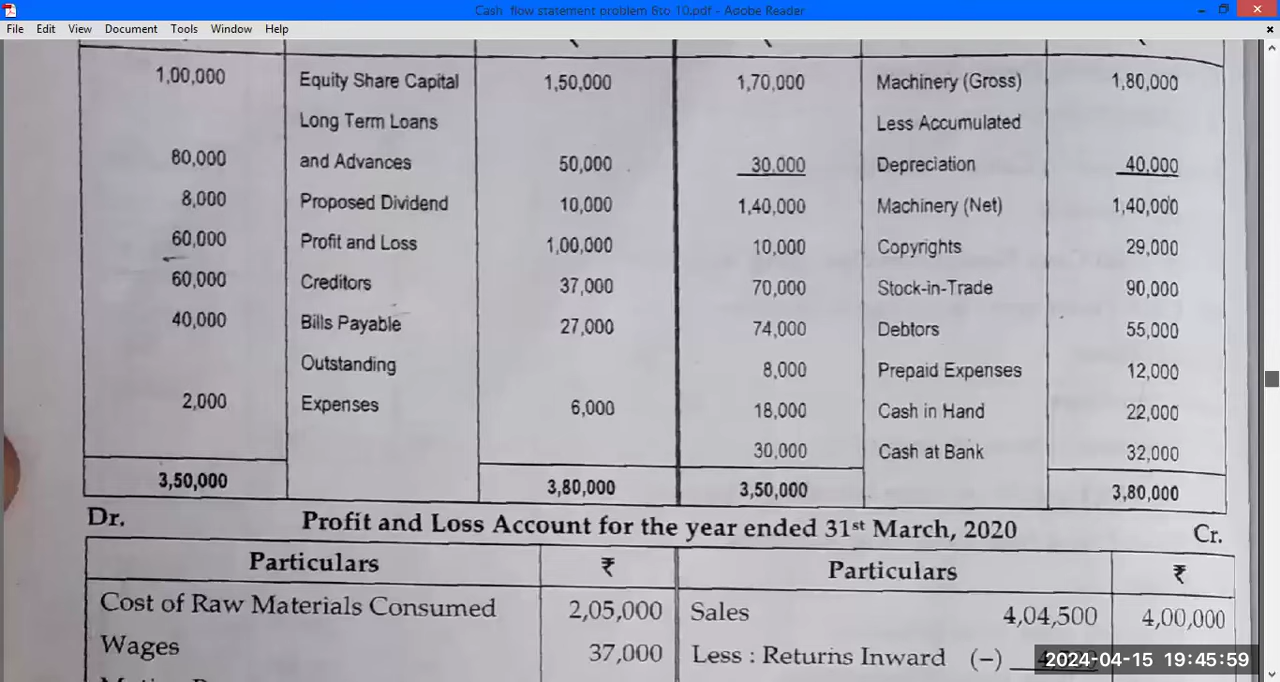 Cash flow statement problem 6to 10.pdf - Adobe Reader
File Edit View Document Tools Window Help
1,00,000 Equity Share Capital 1,50,000 1,70,000 Machinery (Gross) 1,80,000
Long Term Loans Less Accumulated
80,000 and Advances 50,000 30,000 Depreciation 40,000
8,000 Proposed Dividend 10,000 1,40,000 Machinery (Net) 1,40,000
60,000 Profit and Loss 1,00,000 10,000 Copyrights 29,000
60,000 Creditors 37,000 70,000 Stock-in-Trade 90,000
40,000 Bills Payable 27,000 74,000 Debtors 55,000
Outstanding 8,000 Prepaid Expenses 12,000
2,000 Expenses 6,000 18,000 Cash in Hand 22,000
30,000 Cash at Bank 32,000
3,50,000 3,80,000 3,50,000 3,80,000
Dr. Profit and Loss Account for the year ended 31st March, 2020 Cr.
Particulars ₹ Particulars ₹
Cost of Raw Materials Consumed 2,05,000 Sales 4,04,500 4,00,000
Wages 37,000 Less : Returns Inward (-)
2024-04-15 19:45:59